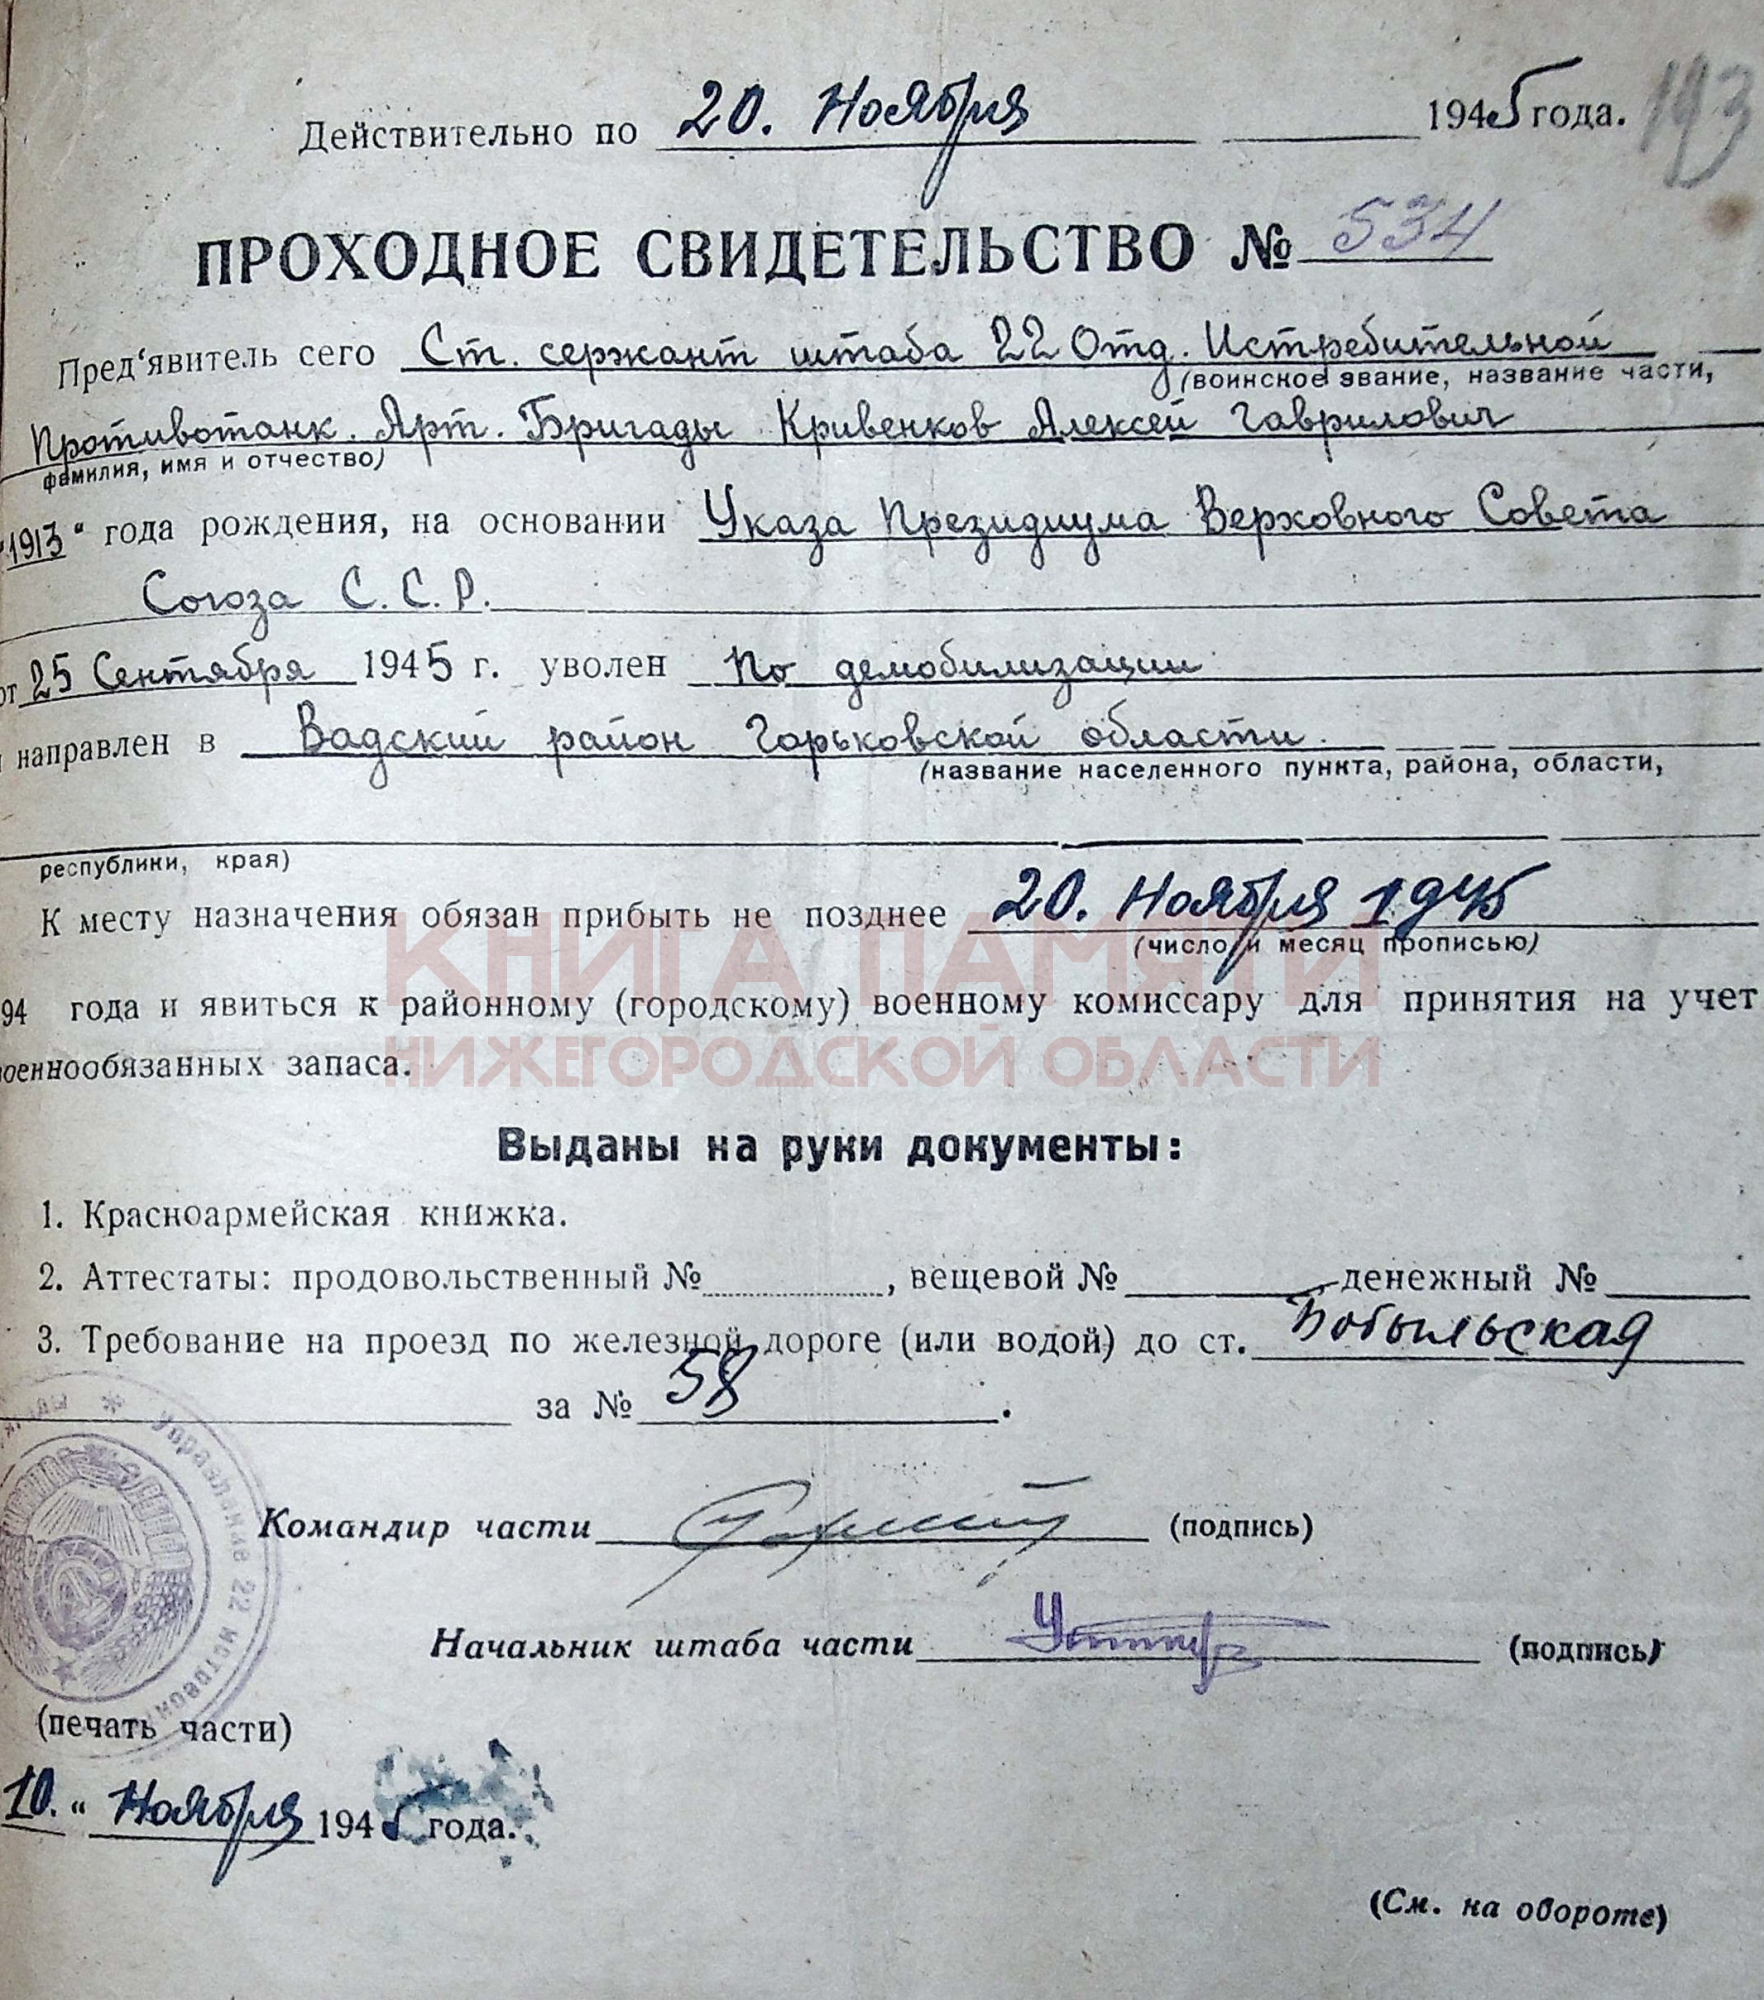 Действительно по 20. Ноября 1945 года. 193
ПРОХОДНОЕ СВИДЕТЕЛЬСТВО № 534
Пред‘явитель сего Ст. сержант штаба 22 Отд. Истребительной
(воинское звание, название части,
Противотанк. Арт. Бригады Кривенков Алексей Гаврилович
фамилия, имя и отчество)
"1913" года рождения, на основании Указа Президиума Верховного Совета
Союза С.С.Р.
от 25 Сентября 1945 г. уволен По демобилизации
и направлен в Вадский район Горьковской области.
(название населенного пункта, района, области,
республики, края)
К месту назначения обязан прибыть не позднее 20. Ноября 1945
(число и месяц прописью)
КНИГА ПАМЯТИ
94 года и явиться к районному (городскому) военному комиссару для принятия на учет
военнообязанных запаса.
НИЖЕГОРОДСКОЙ ОБЛАСТИ
Выданы на руки документы:
1. Красноармейская книжка.
2. Аттестаты: продовольственный № , вещевой № денежный №
3. Требование на проезд по железной дороге (или водой) до ст. Бобыльская
за № 58.
Управление 22 истовой
Командир части (подпись)
Начальник штаба части (подпись)
(печать части)
10. " Ноября 1945 года.
(См. на обороте)